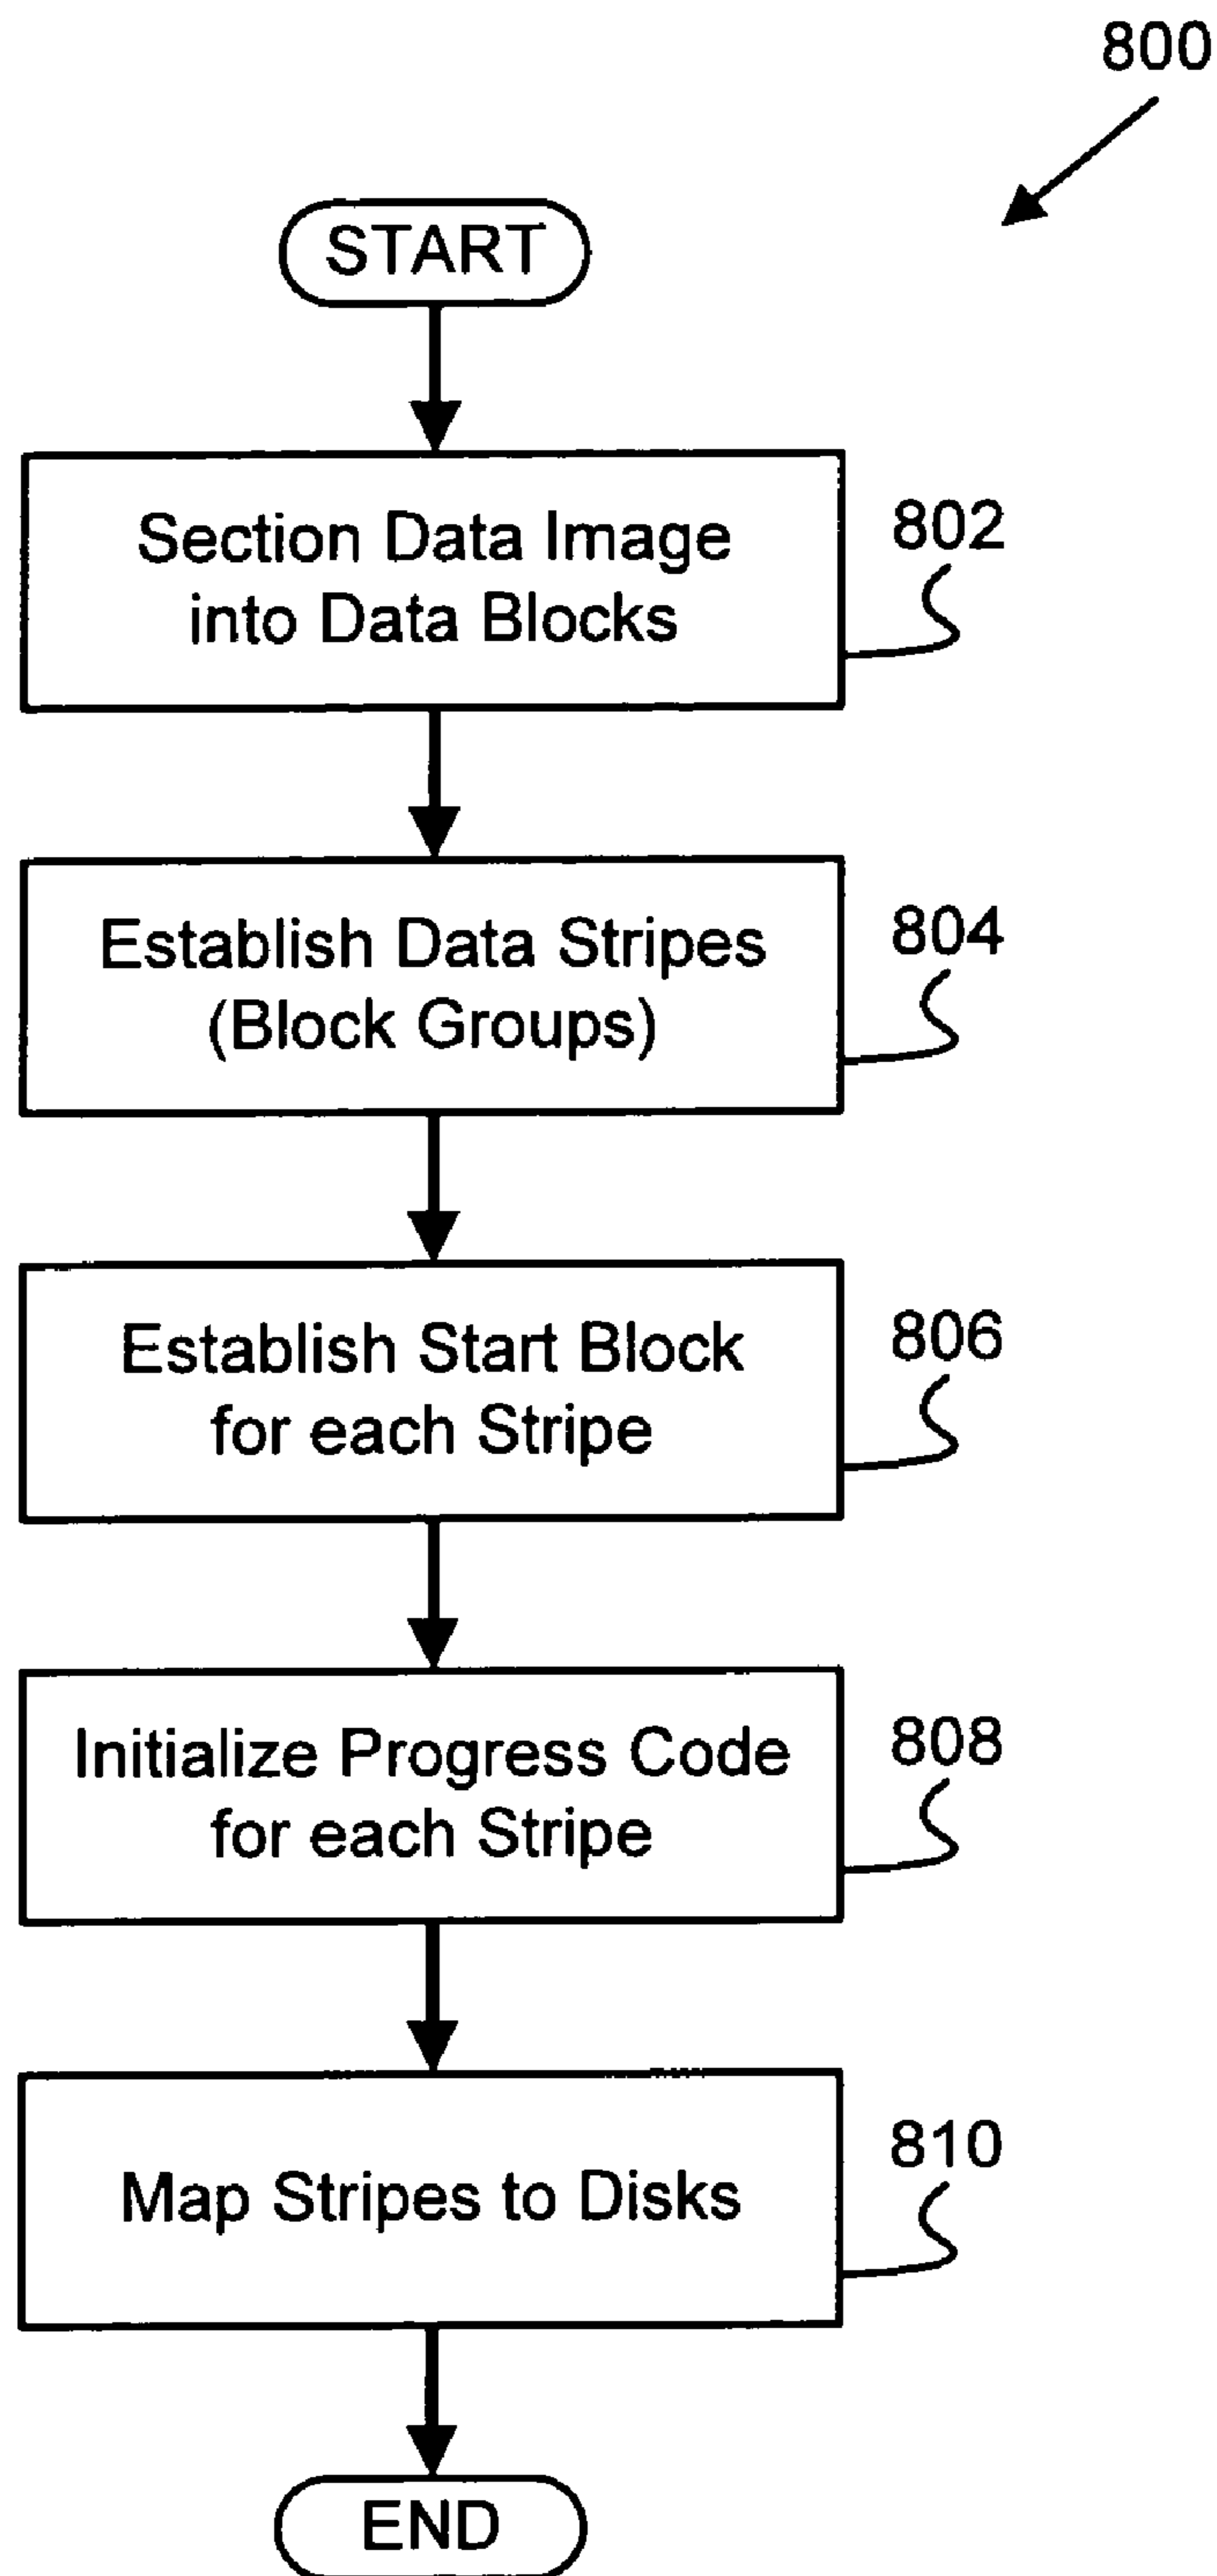 800
START
Section Data Image
into Data Blocks
802
Establish Data Stripes
(Block Groups)
804
Establish Start Block
for each Stripe
806
Initialize Progress Code
for each Stripe
808
Map Stripes to Disks
810
END